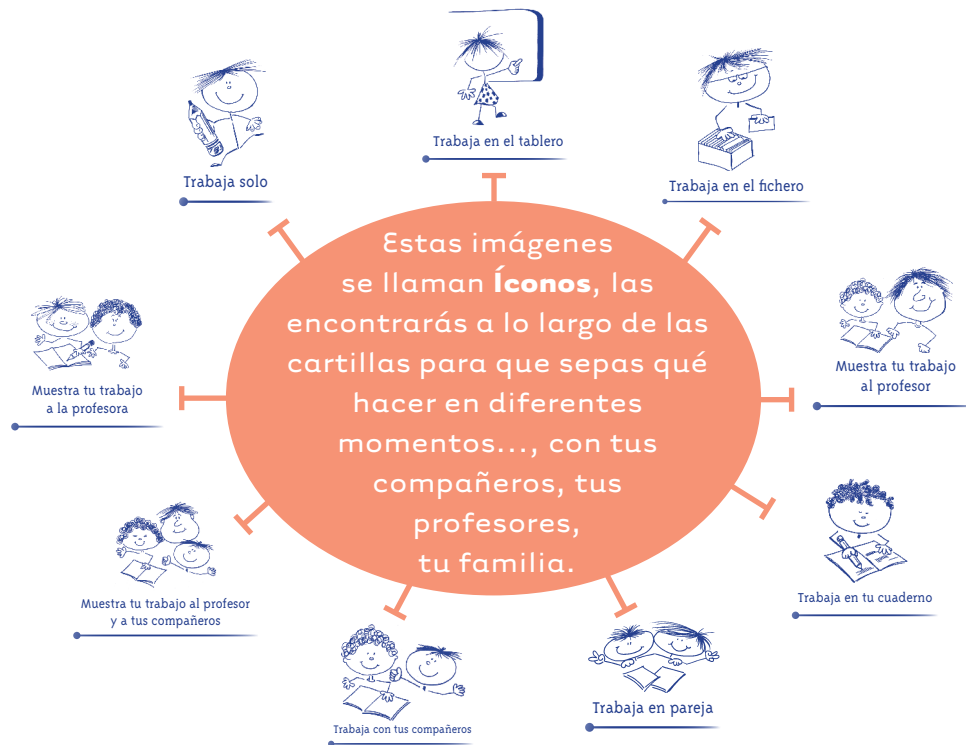 Trabaja en el tablero
Trabaja solo
Trabaja en el fichero
Estas imágenes
se llaman Íconos, las
encontrarás a lo largo de las
cartillas para que sepas qué
hacer en diferentes
momentos..., con tus
compañeros, tus
profesores,
tu familia.
Muestra tu trabajo
a la profesora
Muestra tu trabajo
al profesor
Muestra tu trabajo al profesor
y a tus compañeros
Trabaja en tu cuaderno
Trabaja con tus compañeros
Trabaja en pareja